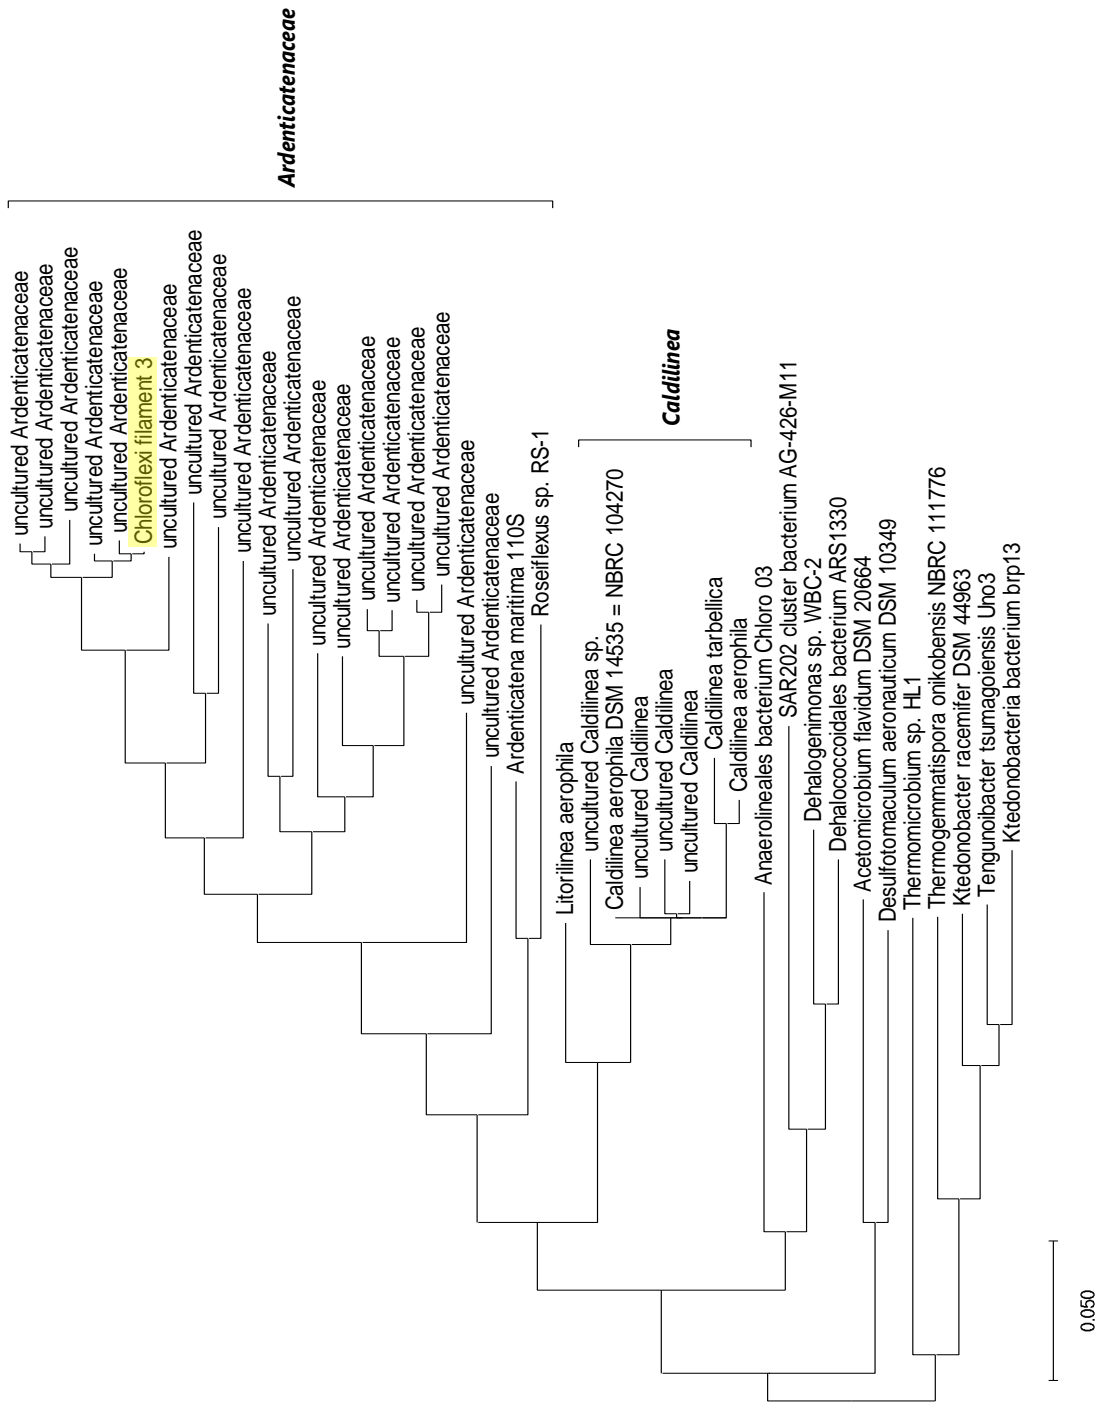 Ardenticatenaceae
uncultured Ardenticatenaceae
uncultured Ardenticatenaceae
uncultured Ardenticatenaceae
uncultured Ardenticatenaceae
uncultured Ardenticatenaceae
Chloroflexi filament 3
uncultured Ardenticatenaceae
uncultured Ardenticatenaceae
uncultured Ardenticatenaceae
uncultured Ardenticatenaceae
uncultured Ardenticatenaceae
uncultured Ardenticatenaceae
uncultured Ardenticatenaceae
uncultured Ardenticatenaceae
uncultured Ardenticatenaceae
uncultured Ardenticatenaceae
uncultured Ardenticatenaceae
uncultured Ardenticatenaceae
uncultured Ardenticatenaceae
uncultured Ardenticatenaceae
Ardenticatena maritima 110S
Roseiflexus sp. RS-1
Caldilinea
Litorilinea aerophila
uncultured Caldilinea sp.
Caldilinea aerophila DSM 14535 = NBRC 104270
uncultured Caldilinea
uncultured Caldilinea
uncultured Caldilinea
Caldilinea tarbellica
Caldilinea aerophila
Anaerolineales bacterium Chloro 03
SAR202 cluster bacterium AG-426-M11
Dehalogenimonas sp. WBC-2
Dehalococcoidales bacterium ARS1330
Acetomicrobium flavidum DSM 20664
Desulfotomaculum aeronauticum DSM 10349
Thermomicrobium sp. HL1
Thermogemmatispora onikobensis NBRC 111776
Ktedonobacter racemifer DSM 44963
Tengunoibacter tsumagoiensis Uno3
Ktedonobacteria bacterium brp13
0.050